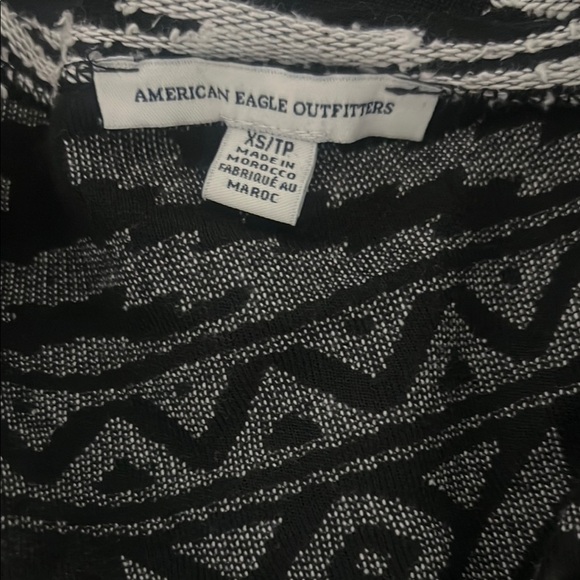 AMERICAN EAGLE OUTFITTERS
XS/TP
MADE IN
MOROCCO
FABRIQUÉ AU
MAROC